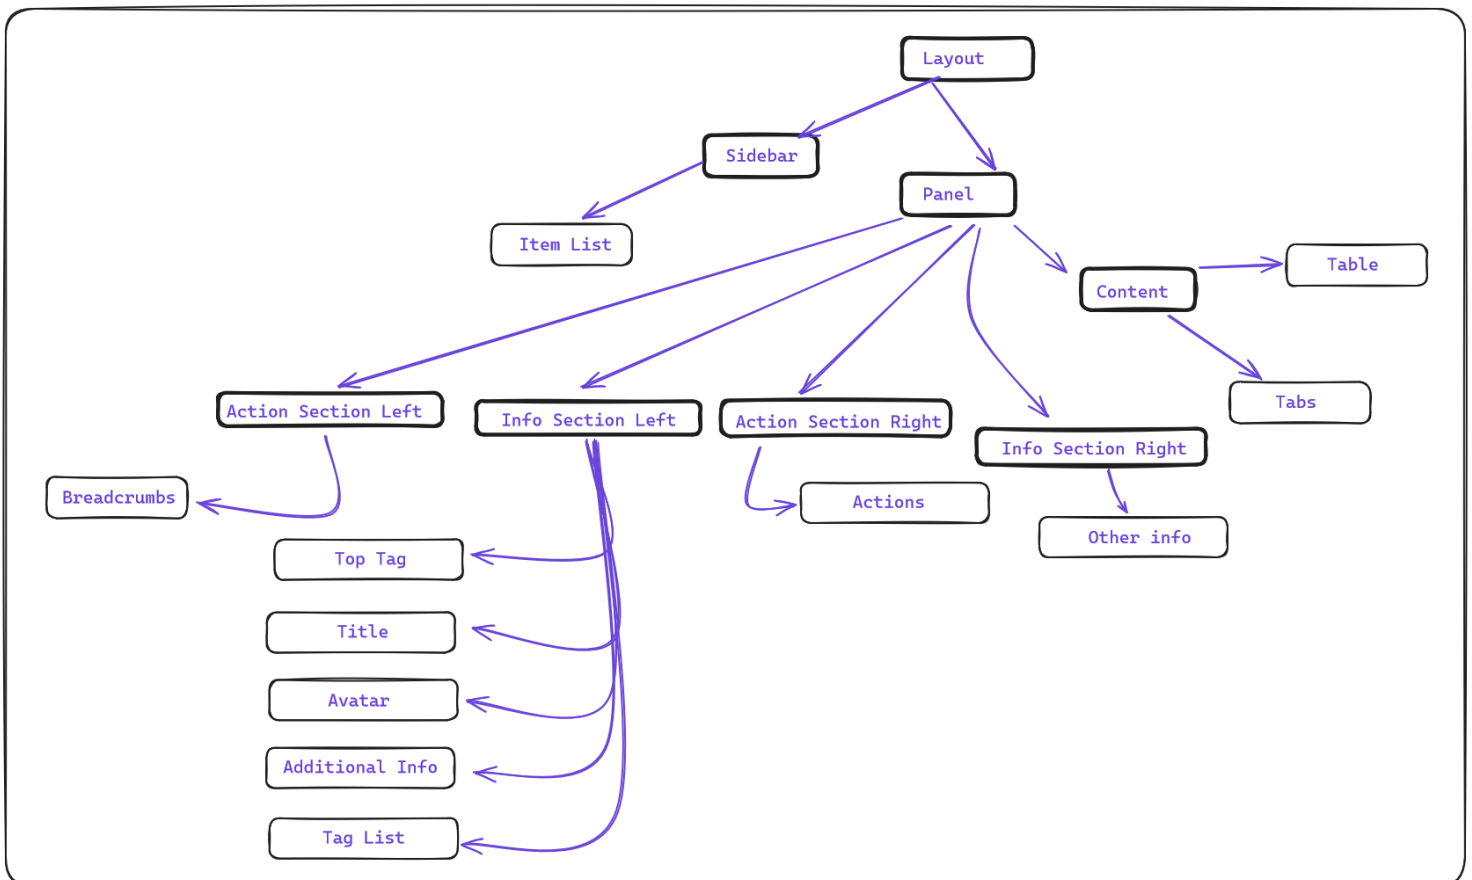 Layout
Sidebar
Panel
Item List
Table
Content
Tabs
Action Section Left
Info Section Left
Action Section Right
Info Section Right
Breadcrumbs
Actions
Other info
Top Tag
Title
Avatar
Additional Info
Tag List